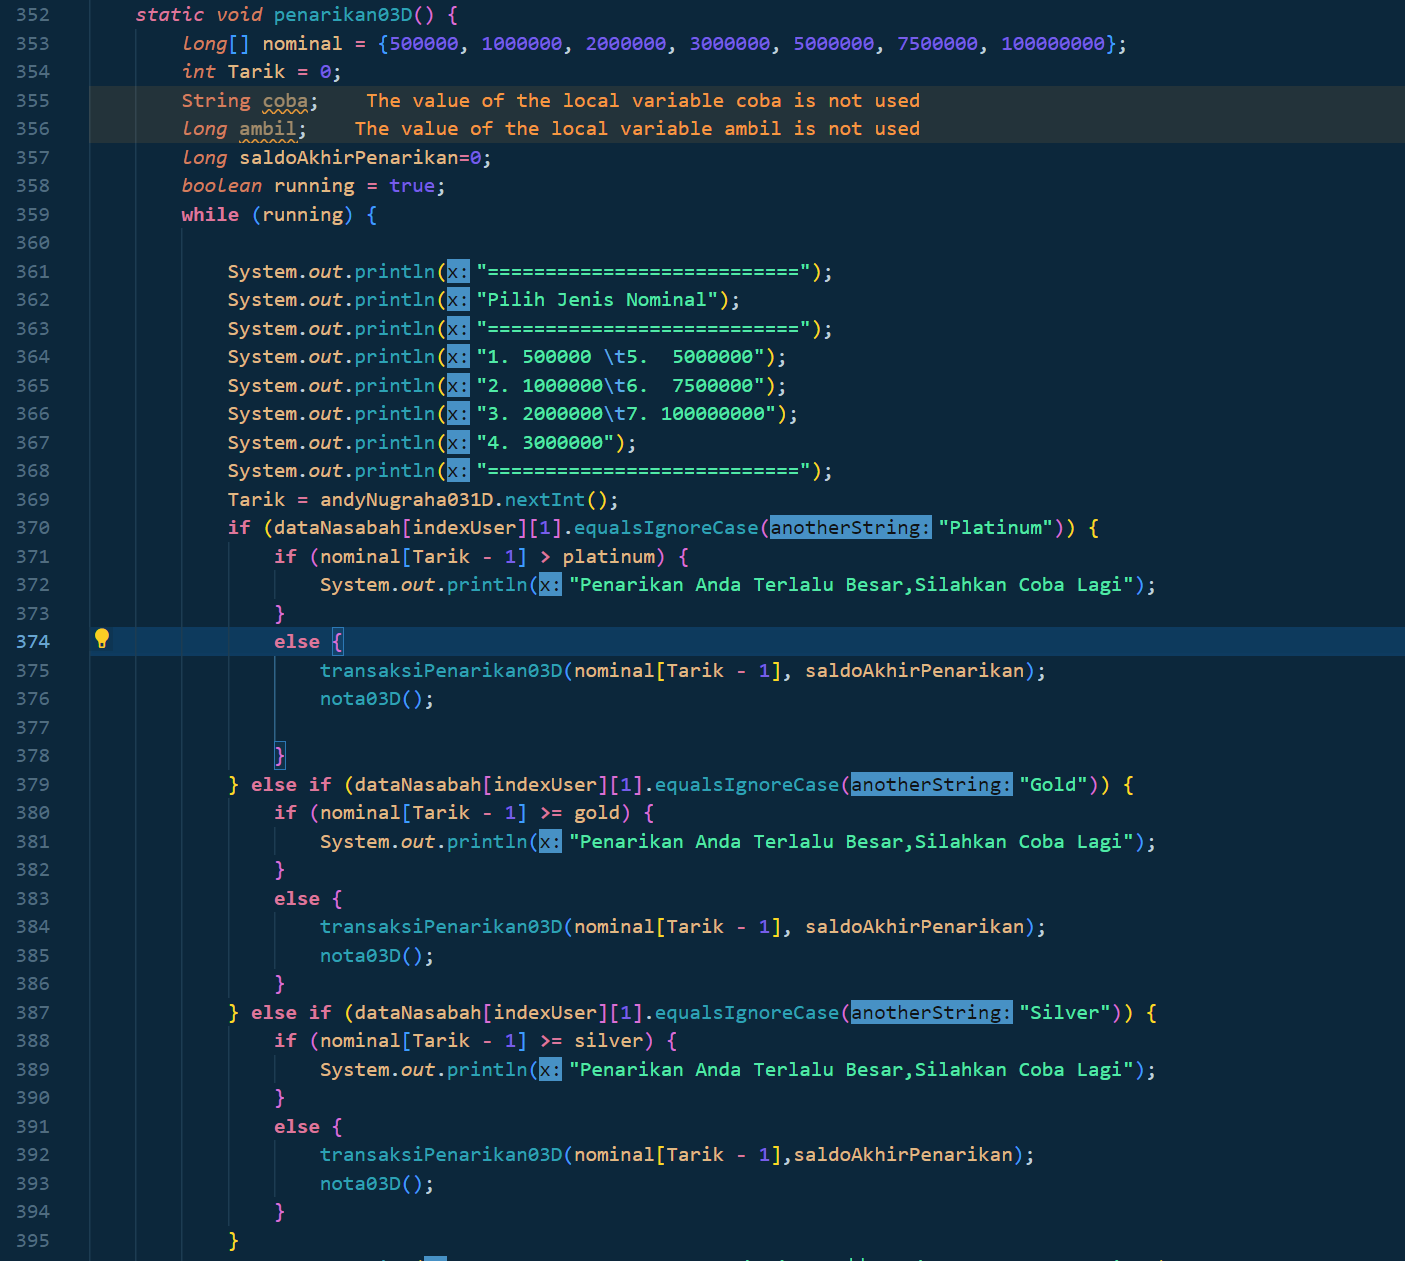 352 static void penarikan03D() {
353 long[] nominal = {500000, 1000000, 2000000, 3000000, 5000000, 7500000, 100000000};
354 int Tarik = 0;
355 String coba; The value of the local variable coba is not used
356 long ambil; The value of the local variable ambil is not used
357 long saldoAkhirPenarikan=0;
358 boolean running = true;
359 while (running) {
360
361 System.out.println(x: "===========================");
362 System.out.println(x: "Pilih Jenis Nominal");
363 System.out.println(x: "===========================");
364 System.out.println(x: "1. 500000 \t5.  5000000");
365 System.out.println(x: "2. 1000000\t6.  7500000");
366 System.out.println(x: "3. 2000000\t7. 100000000");
367 System.out.println(x: "4. 3000000");
368 System.out.println(x: "===========================");
369 Tarik = andyNugraha031D.nextInt();
370 if (dataNasabah[indexUser][1].equalsIgnoreCase(anotherString: "Platinum")) {
371 if (nominal[Tarik - 1] > platinum) {
372 System.out.println(x: "Penarikan Anda Terlalu Besar,Silahkan Coba Lagi");
373 }
374 else {
375 transaksiPenarikan03D(nominal[Tarik - 1], saldoAkhirPenarikan);
376 nota03D();
377
378 }
379 } else if (dataNasabah[indexUser][1].equalsIgnoreCase(anotherString: "Gold")) {
380 if (nominal[Tarik - 1] >= gold) {
381 System.out.println(x: "Penarikan Anda Terlalu Besar,Silahkan Coba Lagi");
382 }
383 else {
384 transaksiPenarikan03D(nominal[Tarik - 1], saldoAkhirPenarikan);
385 nota03D();
386 }
387 } else if (dataNasabah[indexUser][1].equalsIgnoreCase(anotherString: "Silver")) {
388 if (nominal[Tarik - 1] >= silver) {
389 System.out.println(x: "Penarikan Anda Terlalu Besar,Silahkan Coba Lagi");
390 }
391 else {
392 transaksiPenarikan03D(nominal[Tarik - 1],saldoAkhirPenarikan);
393 nota03D();
394 }
395 }